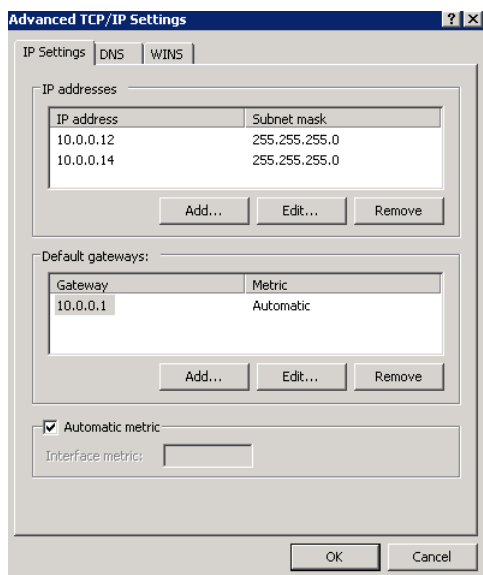 Advanced TCP/IP Settings
IP Settings DNS WINS
IP addresses
IP address Subnet mask
10.0.0.12 255.255.255.0
10.0.0.14 255.255.255.0
Add... Edit... Remove
Default gateways:
Gateway Metric
10.0.0.1 Automatic
Add... Edit... Remove
Automatic metric
Interface metric:
OK Cancel